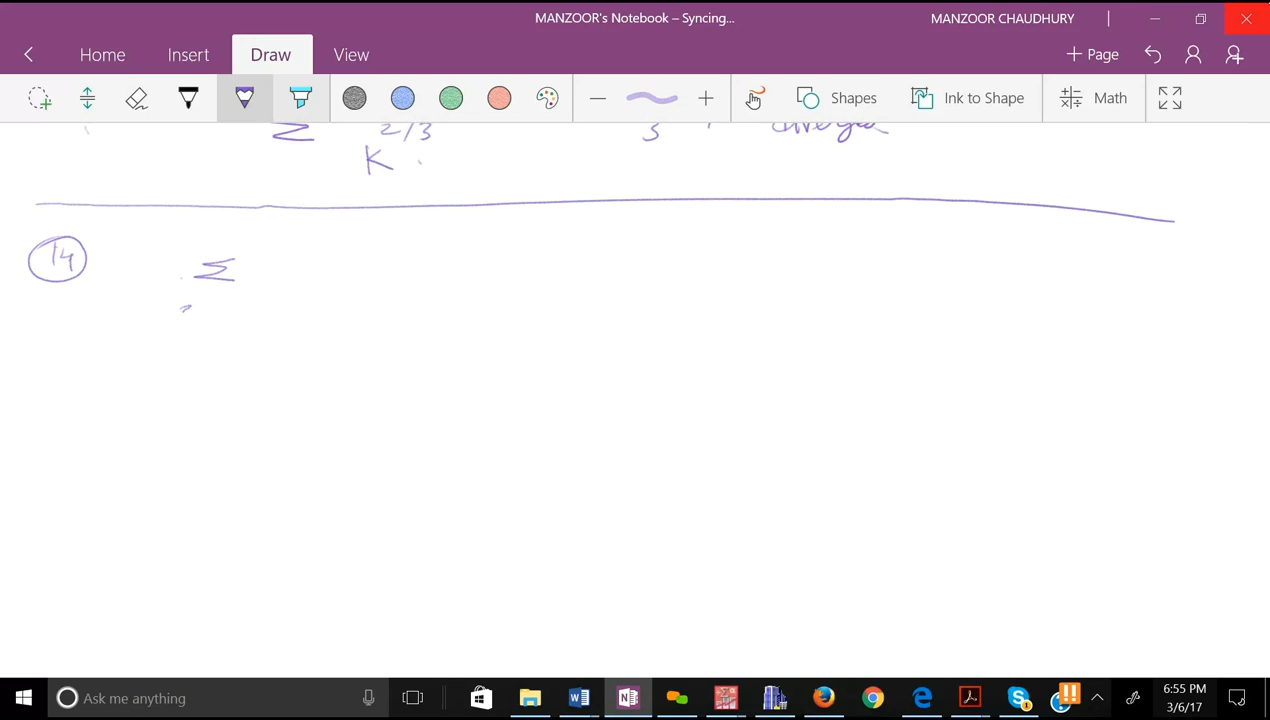 MANZOOR's Notebook – Syncing...
MANZOOR CHAUDHURY
Home Insert Draw View
Page
Shapes Ink to Shape Math
Σ 2/3
K
14 Σ
Ask me anything
6:55 PM
3/6/17